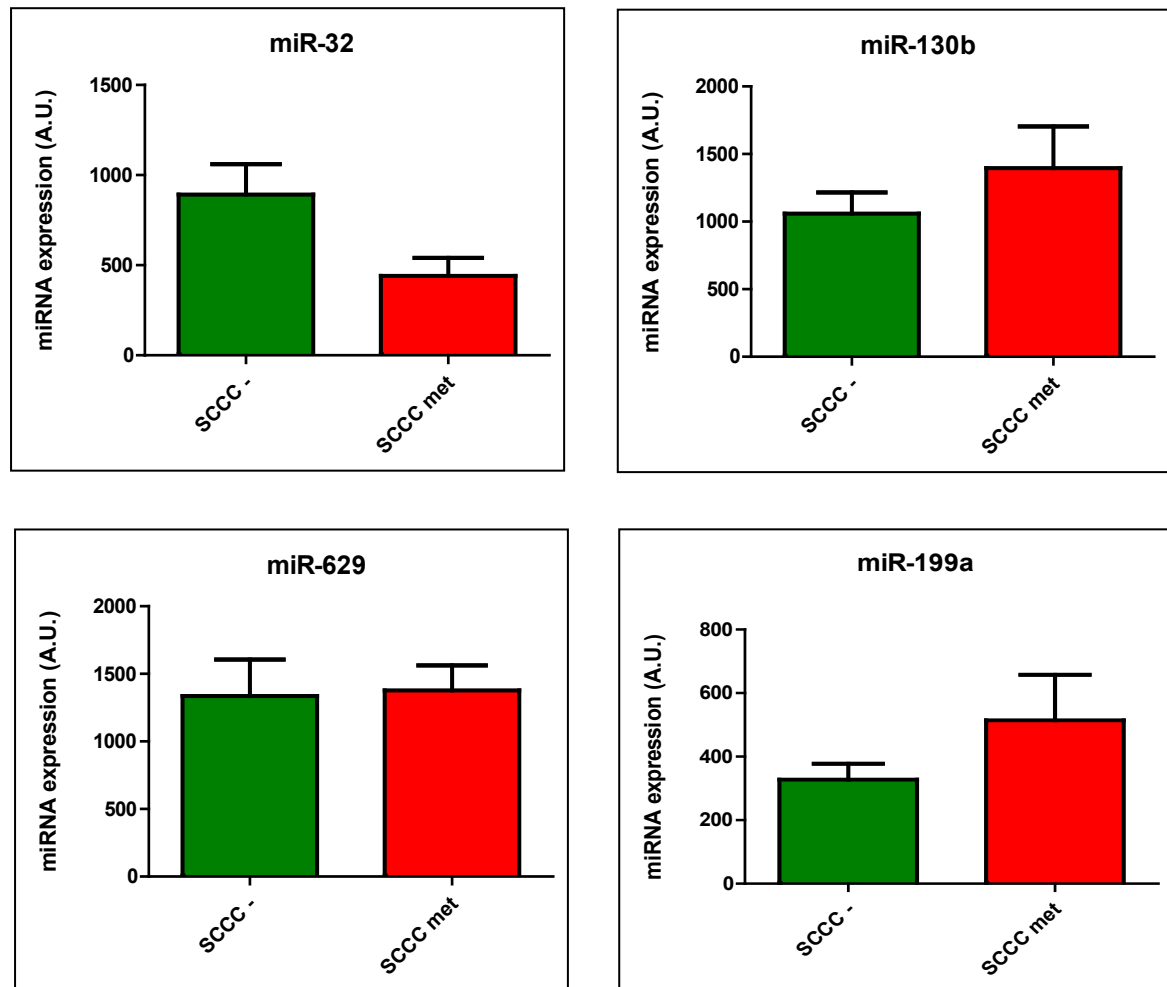 miR-32
miRNA expression (A.U.)
1500
1000
500
0
SCCC -
SCCC met
miR-130b
miRNA expression (A.U.)
2000
1500
1000
500
0
SCCC -
SCCC met
miR-629
miRNA expression (A.U.)
2000
1500
1000
500
0
SCCC -
SCCC met
miR-199a
miRNA expression (A.U.)
800
600
400
200
0
SCCC -
SCCC met